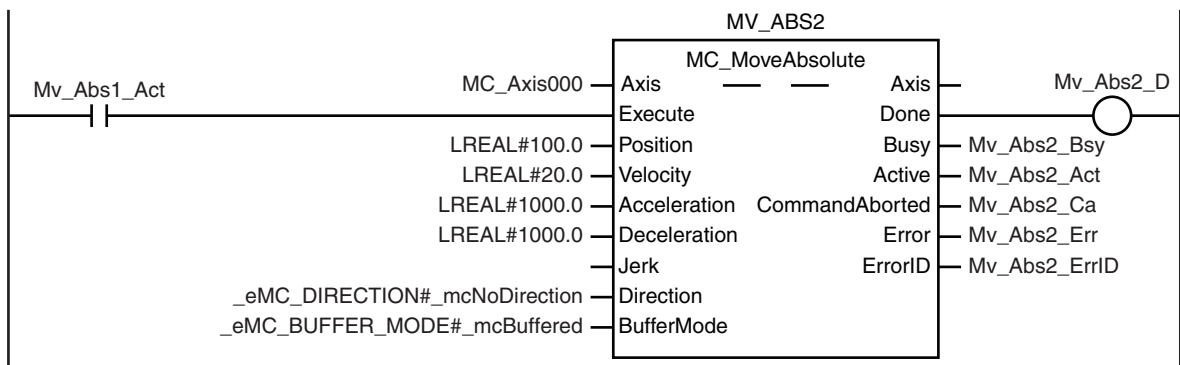 MV_ABS2
MC_MoveAbsolute
Mv_Abs1_Act
MC_Axis000 Axis Axis Mv_Abs2_D
Execute Done
LREAL#100.0 Position Busy Mv_Abs2_Bsy
LREAL#20.0 Velocity Active Mv_Abs2_Act
LREAL#1000.0 Acceleration CommandAborted Mv_Abs2_Ca
LREAL#1000.0 Deceleration Error Mv_Abs2_Err
Jerk ErrorID Mv_Abs2_ErrID
_eMC_DIRECTION#_mcNoDirection Direction
_eMC_BUFFER_MODE#_mcBuffered BufferMode